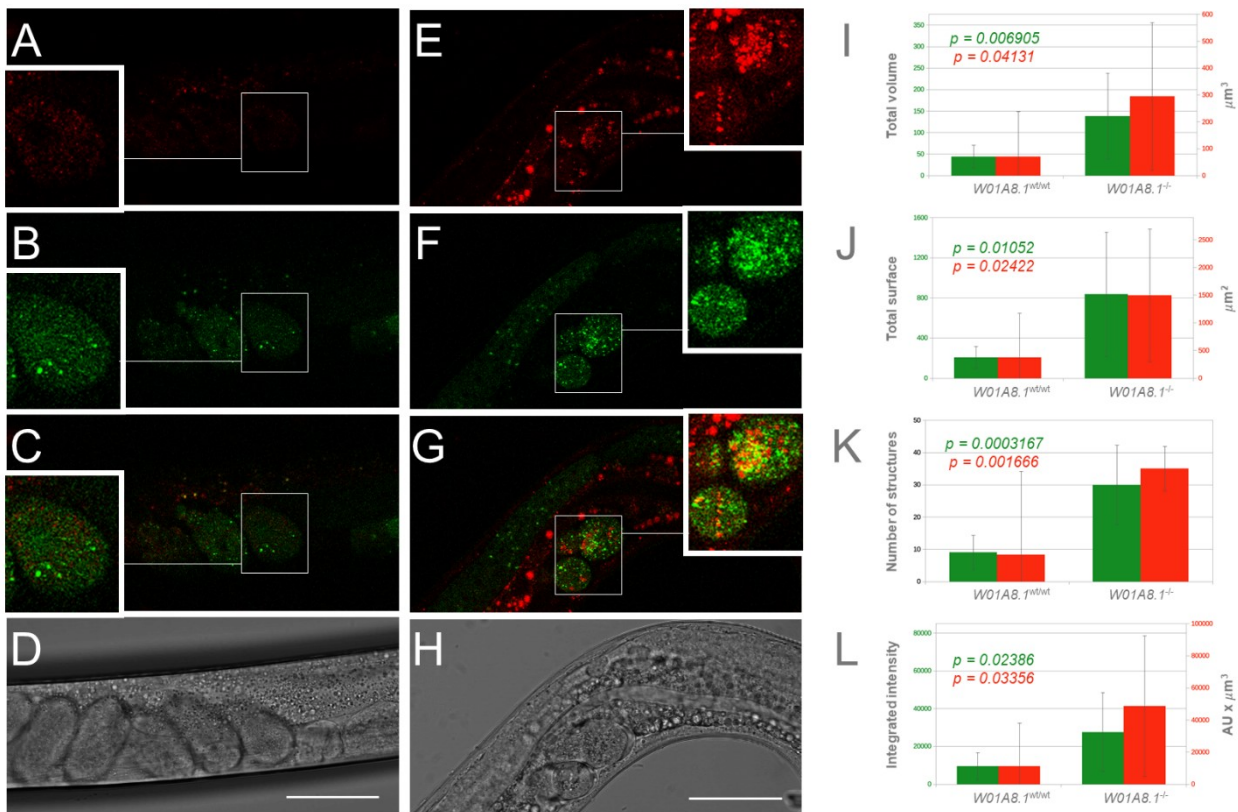 A
B
C
D
E
F
G
H
I
p = 0.006905
p = 0.04131
Total volume
400
350
300
250
200
150
100
50
0
600
500
400
300
200
100
0
μm³
W01A8.1wt/wt
W01A8.1-/-
J
p = 0.01052
p = 0.02422
Total surface
1600
1200
800
400
0
2500
2000
1500
1000
500
0
μm²
W01A8.1wt/wt
W01A8.1-/-
K
p = 0.0003167
p = 0.001666
Number of structures
50
40
30
20
10
0
W01A8.1wt/wt
W01A8.1-/-
L
p = 0.02386
p = 0.03356
Integrated intensity
80000
60000
40000
20000
0
100000
80000
60000
40000
20000
0
AU x μm³
W01A8.1wt/wt
W01A8.1-/-